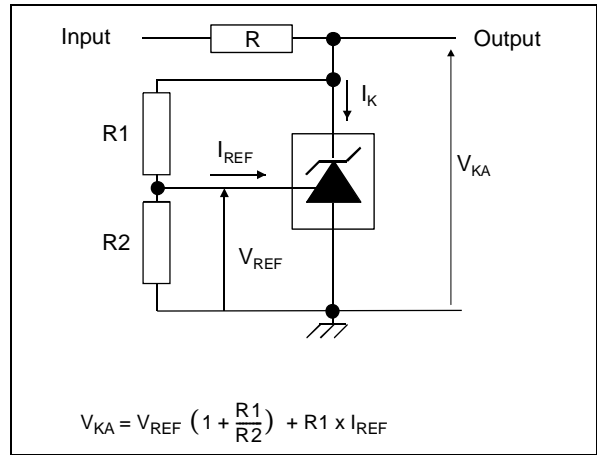 Input R Output
I_K
R1
I_REF
V_KA
R2
V_REF
V_KA = V_REF (1 + R1/R2) + R1 x I_REF